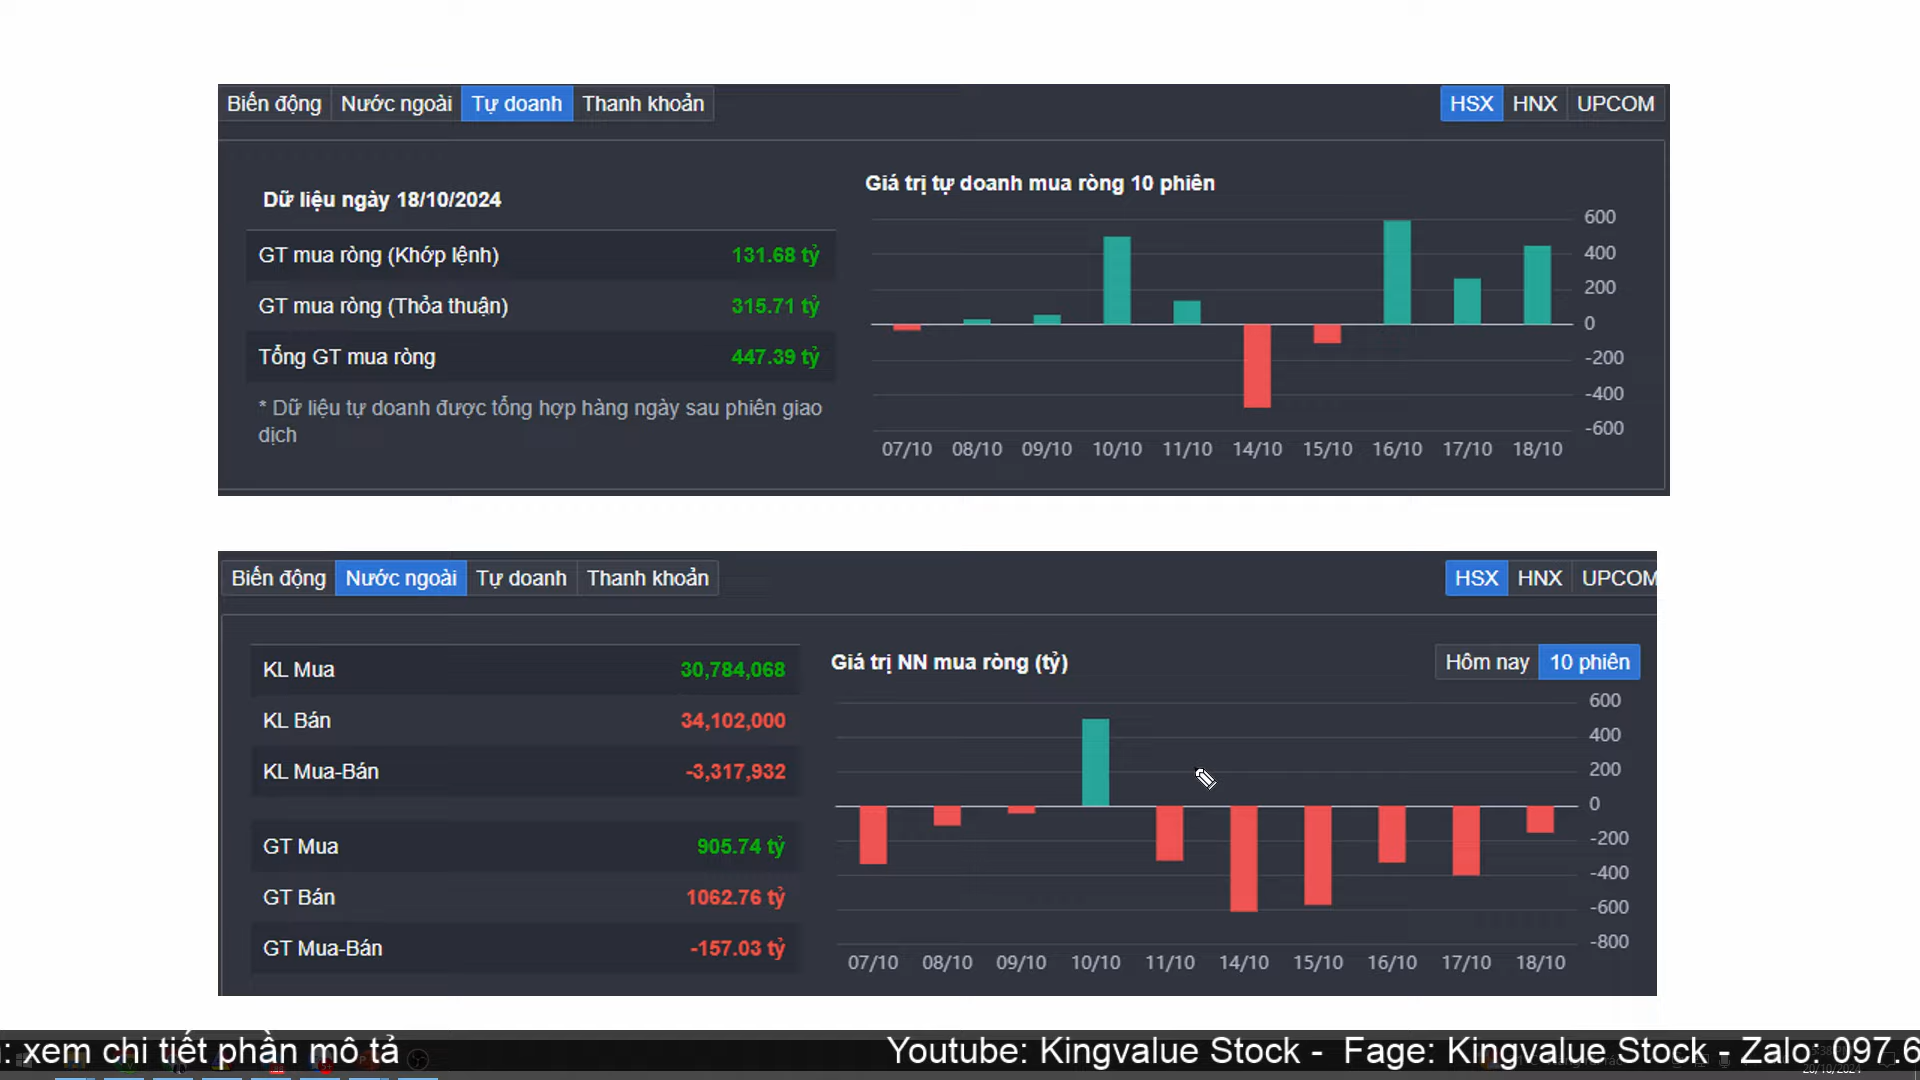 Biến động Nước ngoài Tự doanh Thanh khoản HSX HNX UPCOM
Dữ liệu ngày 18/10/2024
GT mua ròng (Khớp lệnh) 131.68 tỷ
GT mua ròng (Thỏa thuận) 315.71 tỷ
Tổng GT mua ròng 447.39 tỷ
* Dữ liệu tự doanh được tổng hợp hàng ngày sau phiên giao
dịch
Giá trị tự doanh mua ròng 10 phiên
600
400
200
0
-200
-400
-600
07/10 08/10 09/10 10/10 11/10 14/10 15/10 16/10 17/10 18/10
Biến động Nước ngoài Tự doanh Thanh khoản HSX HNX UPCOM
KL Mua 30,784,068
KL Bán 34,102,000
KL Mua-Bán -3,317,932
GT Mua 905.74 tỷ
GT Bán 1062.76 tỷ
GT Mua-Bán -157.03 tỷ
Giá trị NN mua ròng (tỷ) Hôm nay 10 phiên
600
400
200
0
-200
-400
-600
-800
07/10 08/10 09/10 10/10 11/10 14/10 15/10 16/10 17/10 18/10
: xem chi tiết phần mô tả Youtube: Kingvalue Stock - Fage: Kingvalue Stock - Zalo: 097.6
20/10/2024